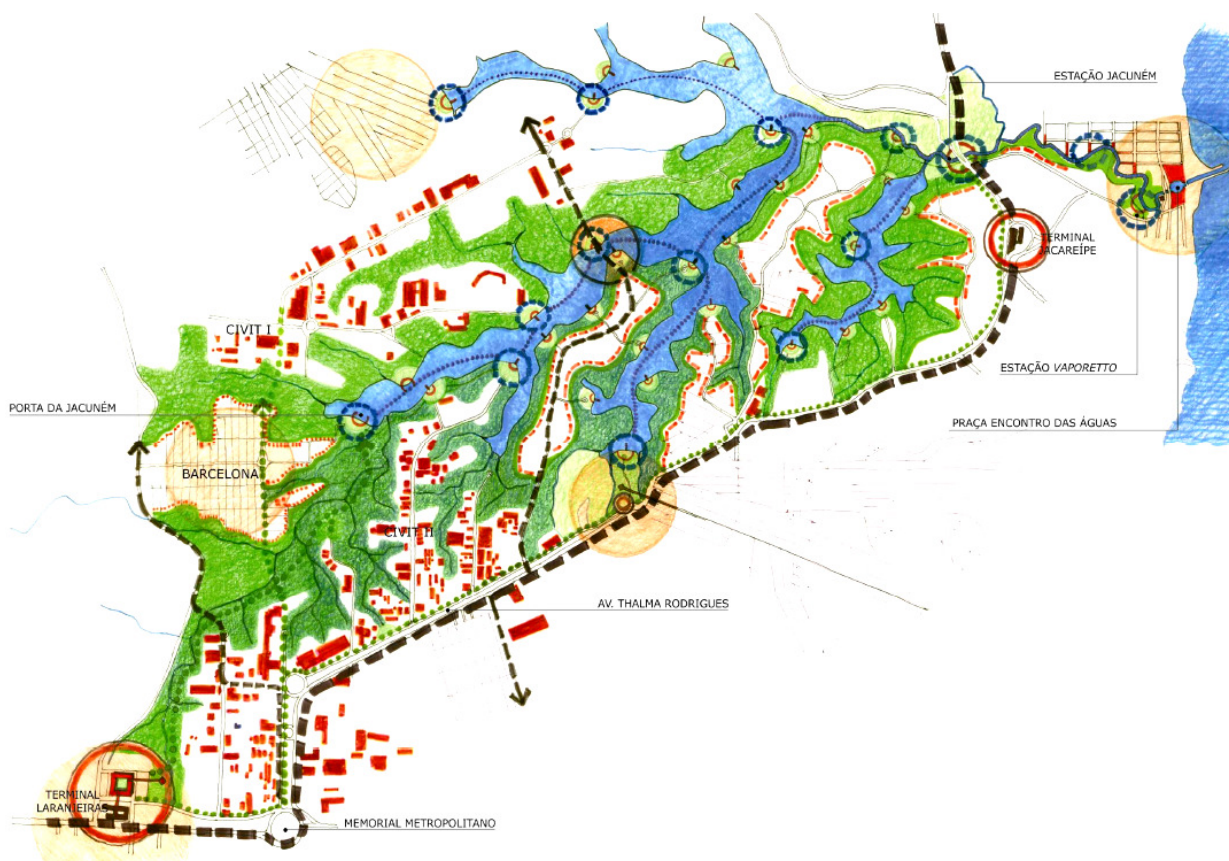 ESTAÇÃO JACUNÉM
TERMINAL
JACAREÍPE
CIVIT I
ESTAÇÃO VAPORETTO
PORTA DA JACUNÉM
PRAÇA ENCONTRO DAS ÁGUAS
BARCELONA
CIVIT II
AV. THALMA RODRIGUES
TERMINAL
LARANJEIRAS
MEMORIAL METROPOLITANO